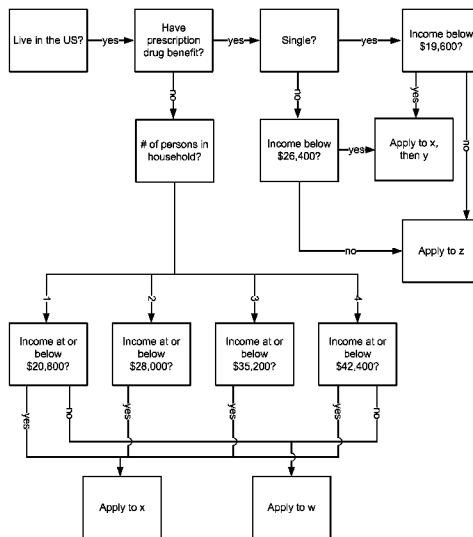 Live in the US?
yes
Have
prescription
drug benefit?
yes
Single?
yes
Income below
$19,600?
no
no
yes
no
# of persons in
household?
Income below
$26,400?
yes
Apply to x,
then y
no
Apply to z
1
2
3
4
Income at or
below
$20,800?
Income at or
below
$28,000?
Income at or
below
$35,200?
Income at or
below
$42,400?
yes
no
yes
yes
yes
no
Apply to x
Apply to w